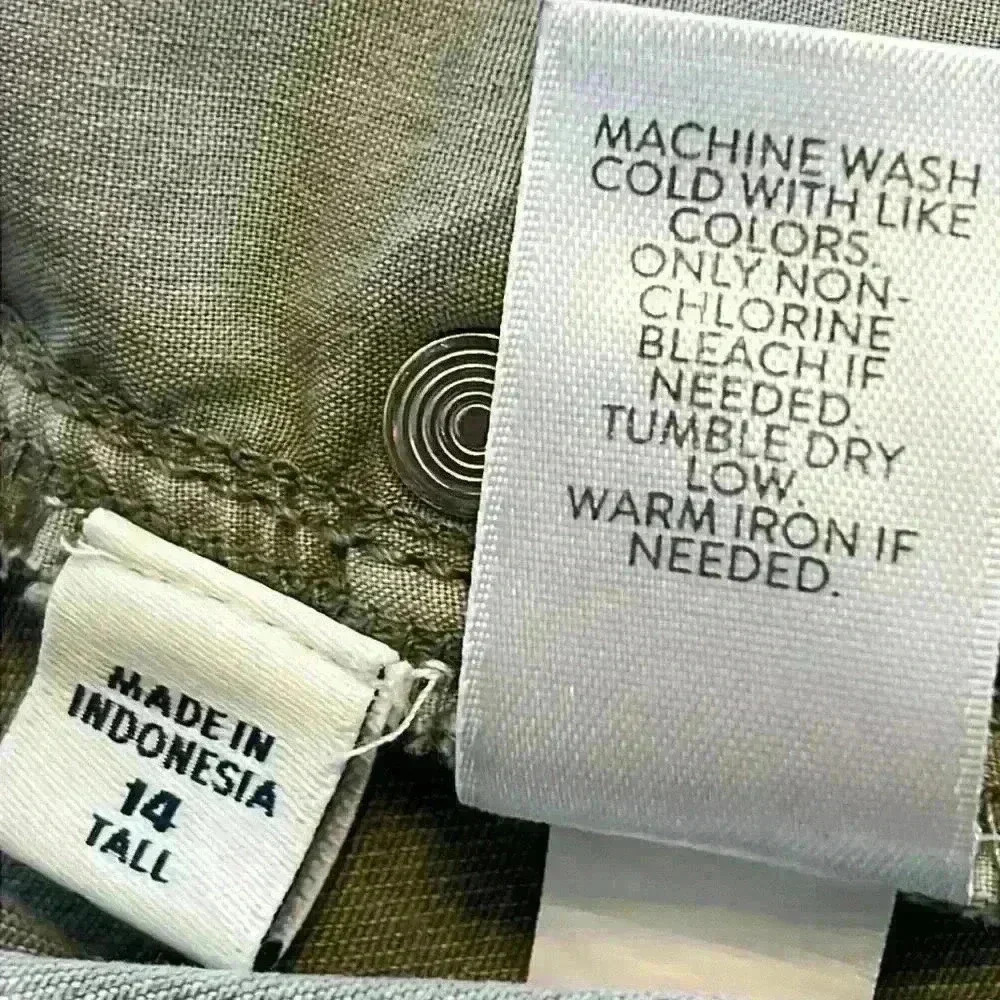 MACHINE WASH
COLD WITH LIKE
COLORS.
ONLY NON-
CHLORINE
BLEACH IF
NEEDED.
TUMBLE DRY
LOW.
WARM IRON IF
NEEDED.
MADE IN
INDONESIA
14
TALL